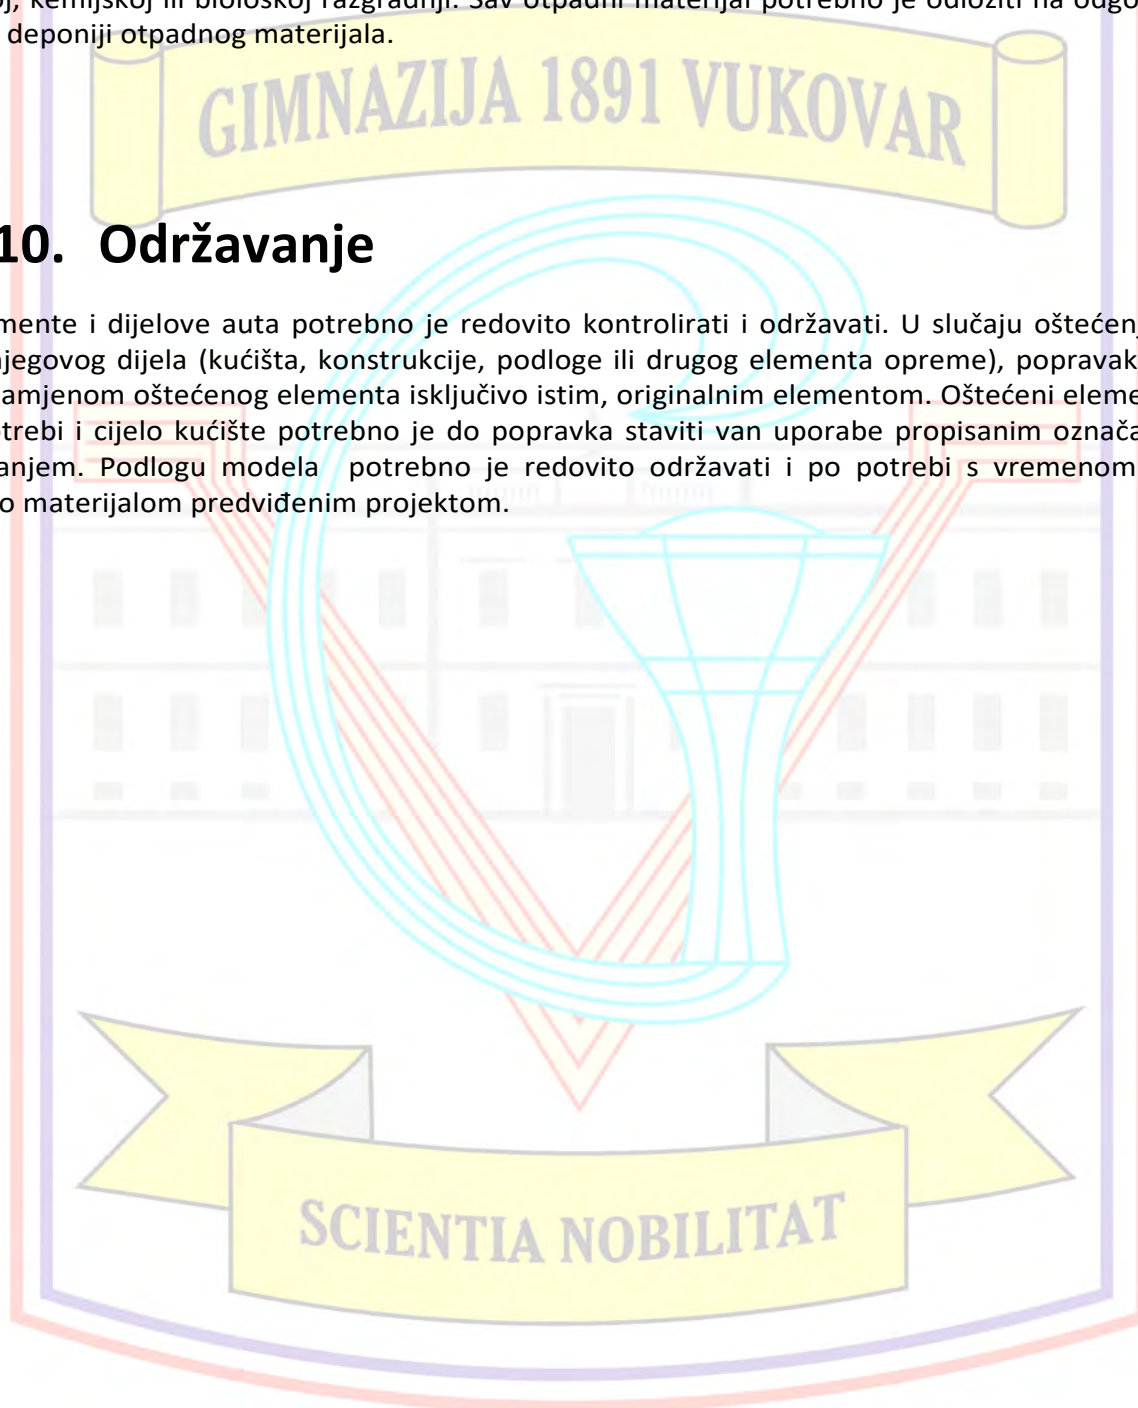 oj, kemijskoj ili biološkoj razgradnji. Sav otpadni materijal potrebno je odložiti na odgo
deponiji otpadnog materijala.
GIMNAZIJA 1891 VUKOVAR
10. Održavanje
mente i dijelove auta potrebno je redovito kontrolirati i održavati. U slučaju oštećenj
njegovog dijela (kućišta, konstrukcije, podloge ili drugog elementa opreme), popravak
amjenom oštećenog elementa isključivo istim, originalnim elementom. Oštećeni eleme
otrebi i cijelo kućište potrebno je do popravka staviti van uporabe propisanim označa
anjem. Podlogu modela potrebno je redovito održavati i po potrebi s vremenom
o materijalom predviđenim projektom.
SCIENTIA NOBILITAT